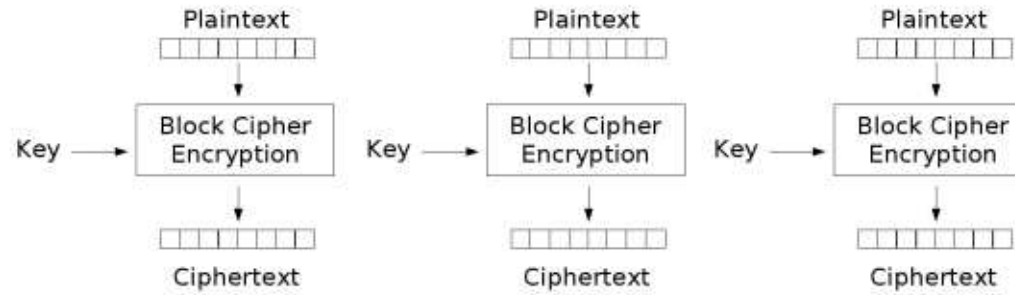 Plaintext Plaintext Plaintext
Block Cipher Block Cipher Block Cipher
Key Key Key
Encryption Encryption Encryption
Ciphertext Ciphertext Ciphertext